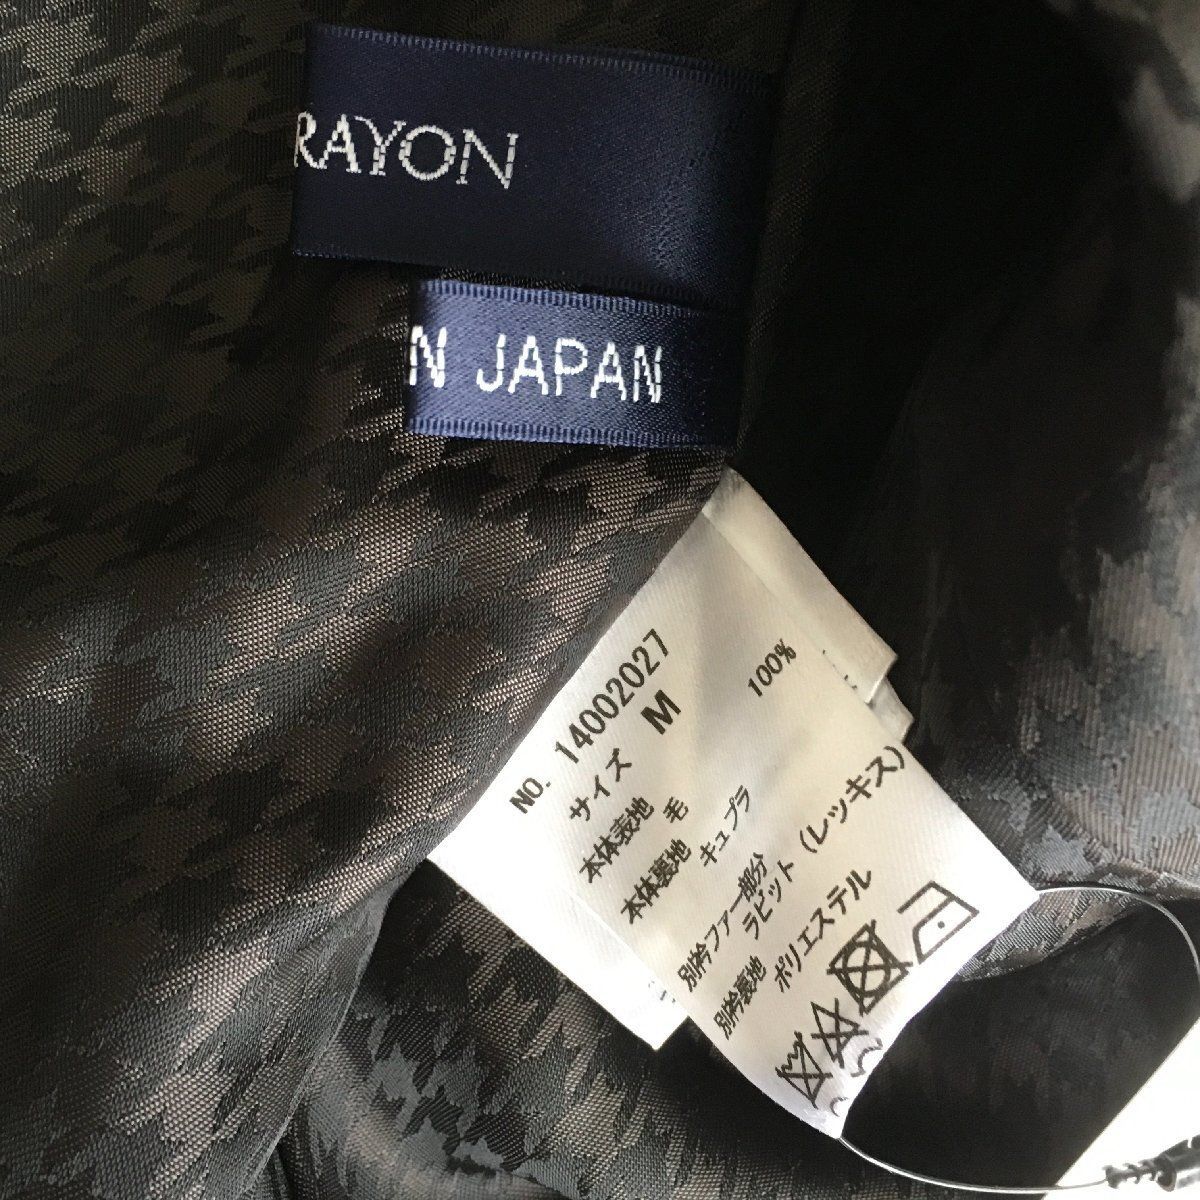 RAYON
N JAPAN
NO. 14002027
サイズ M
本体表地 毛 100%
本体裏地 キュプラ
別衿ファー部分
ラビット (レッキス)
別衿裏地 ポリエステル